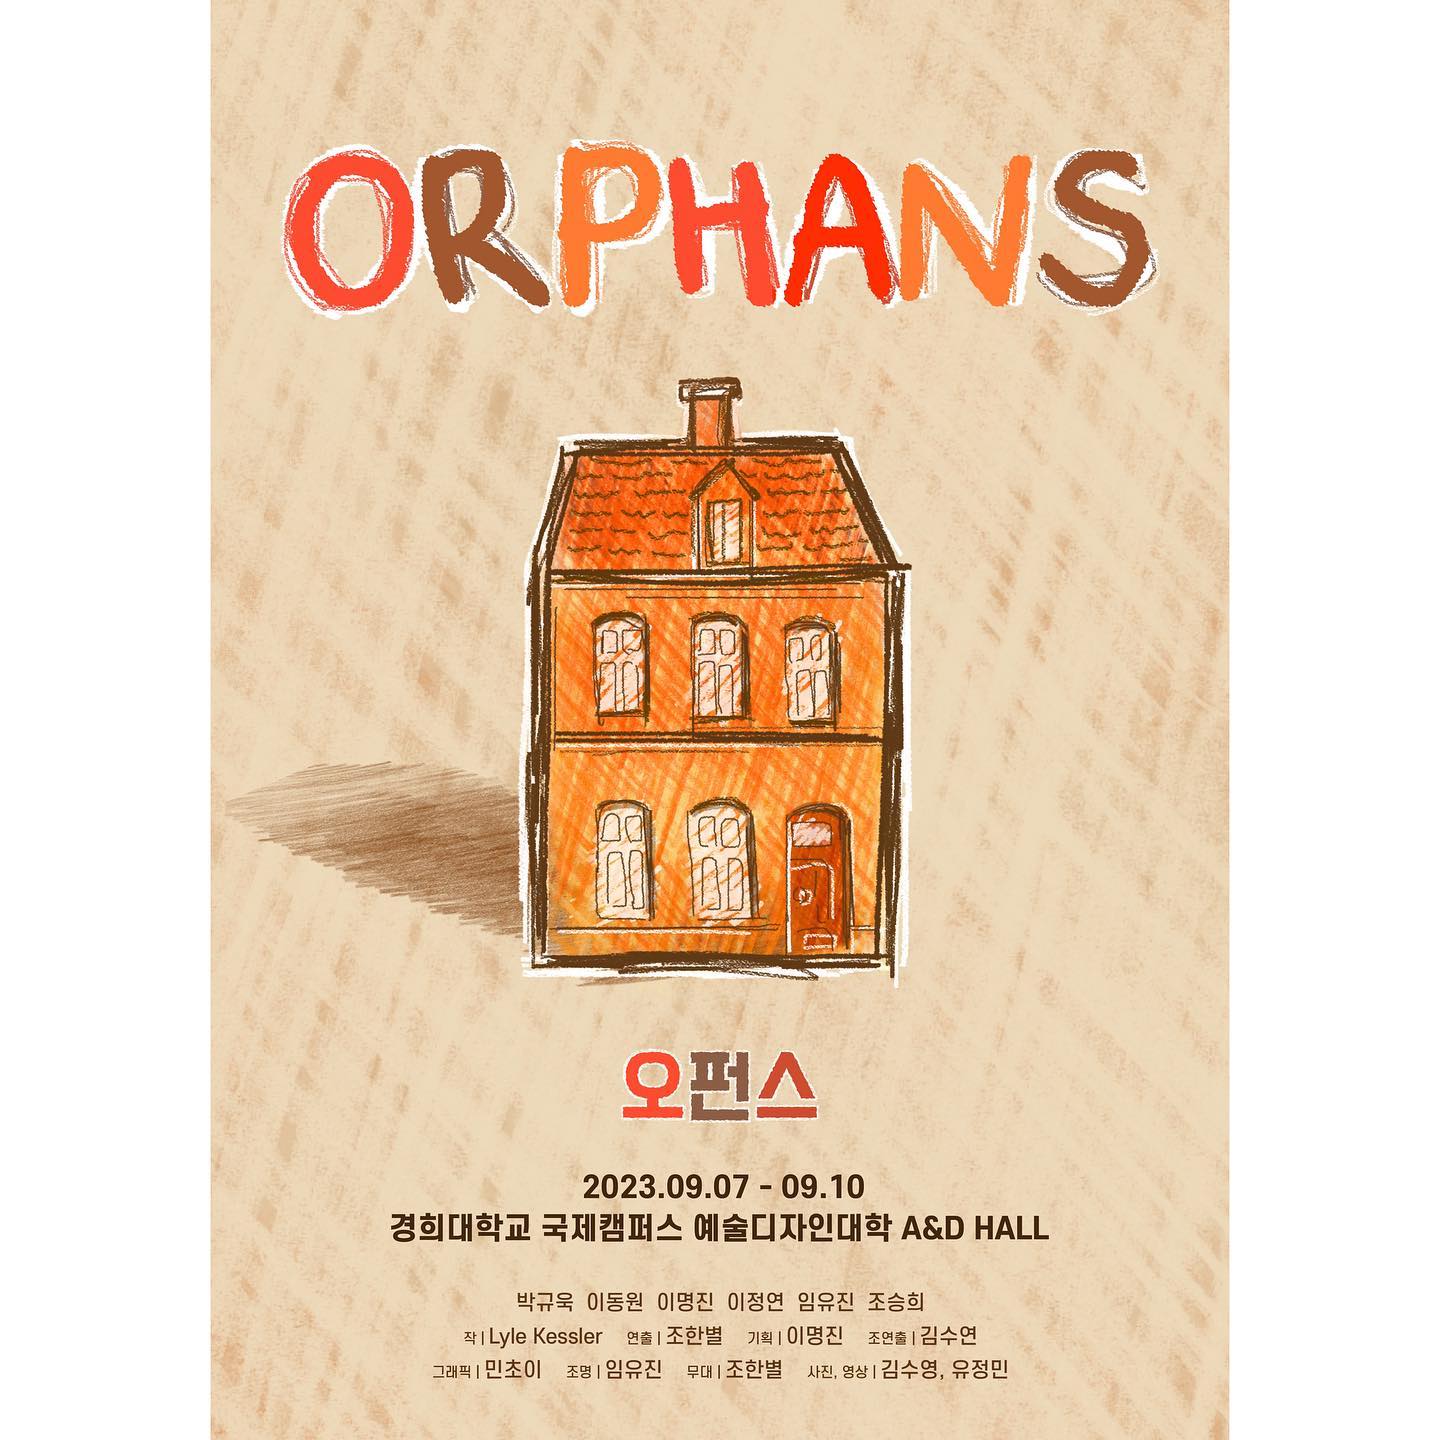 ORPHANS
오펀스
2023.09.07 - 09.10
경희대학교 국제캠퍼스 예술디자인대학 A&D HALL
박규욱 이동원 이명진 이정연 임유진 조승희
작 | Lyle Kessler 연출 | 조한별 기획 | 이명진 조연출 | 김수연
그래픽 | 민초이 조명 | 임유진 무대 | 조한별 사진, 영상 | 김수영, 유정민